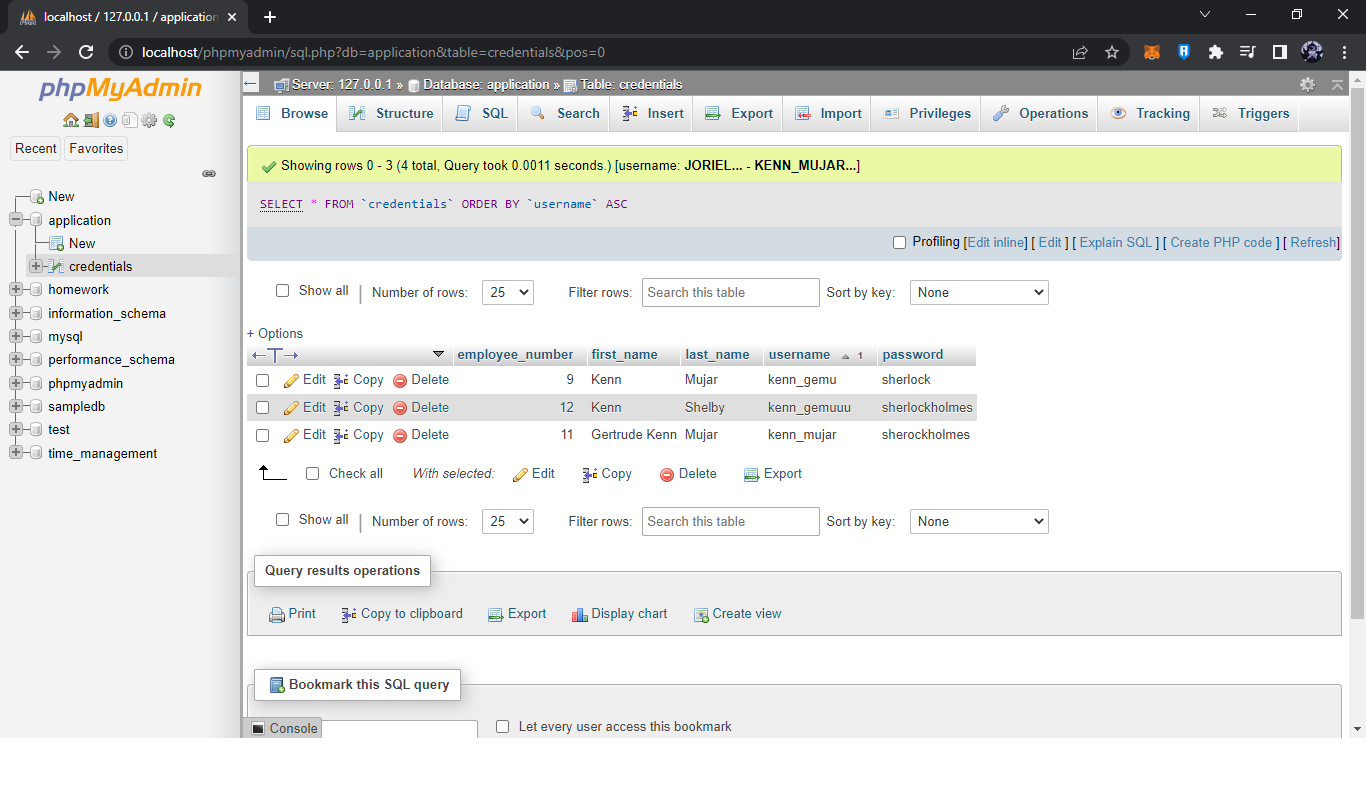 localhost / 127.0.0.1 / application
localhost/phpmyadmin/sql.php?db=application&table=credentials&pos=0
phpMyAdmin
Recent Favorites
New
application
New
credentials
homework
information_schema
mysql
performance_schema
phpmyadmin
sampledb
test
time_management
Server: 127.0.0.1 » Database: application » Table: credentials
Browse Structure SQL Search Insert Export Import Privileges Operations Tracking Triggers
Showing rows 0 - 3 (4 total, Query took 0.0011 seconds.) [username: JORIEL... - KENN_MUJAR...]
SELECT * FROM `credentials` ORDER BY `username` ASC
Profiling [Edit inline] [ Edit ] [ Explain SQL ] [ Create PHP code ] [ Refresh]
Show all | Number of rows: 25 Filter rows: Search this table Sort by key: None
+ Options
←T→ employee_number first_name last_name username 1 password
Edit Copy Delete 9 Kenn Mujar kenn_gemu sherlock
Edit Copy Delete 12 Kenn Shelby kenn_gemuuu sherlockholmes
Edit Copy Delete 11 Gertrude Kenn Mujar kenn_mujar sherockholmes
Check all With selected: Edit Copy Delete Export
Show all | Number of rows: 25 Filter rows: Search this table Sort by key: None
Query results operations
Print Copy to clipboard Export Display chart Create view
Bookmark this SQL query
Console Let every user access this bookmark